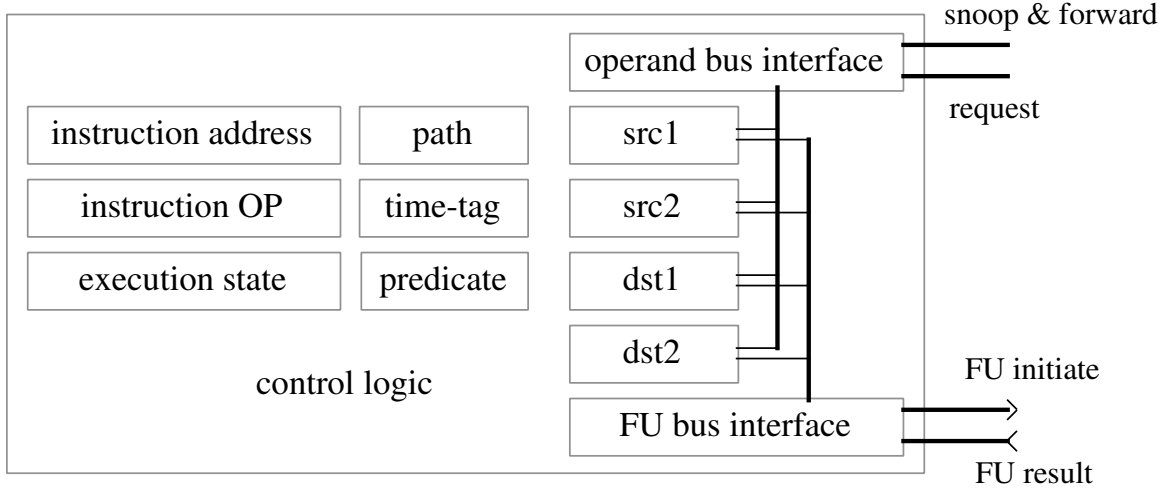 snoop & forward
operand bus interface
request
instruction address
path
src1
instruction OP
time-tag
src2
execution state
predicate
dst1
dst2
control logic
FU initiate
FU bus interface
FU result